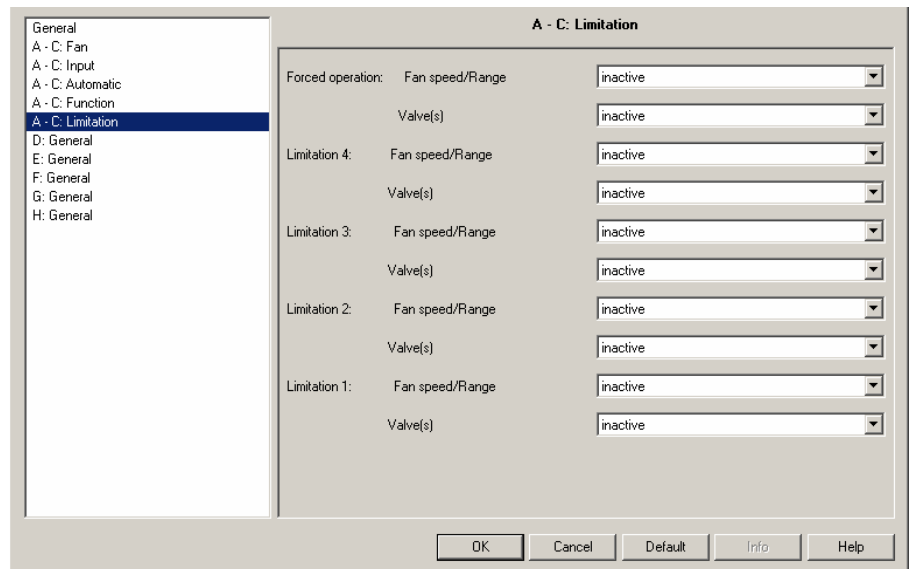 General
A - C: Fan
A - C: Input
A - C: Automatic
A - C: Function
A - C: Limitation
D: General
E: General
F: General
G: General
H: General
A - C: Limitation
Forced operation: Fan speed/Range inactive
Valve(s) inactive
Limitation 4: Fan speed/Range inactive
Valve(s) inactive
Limitation 3: Fan speed/Range inactive
Valve(s) inactive
Limitation 2: Fan speed/Range inactive
Valve(s) inactive
Limitation 1: Fan speed/Range inactive
Valve(s) inactive
OK Cancel Default Info Help